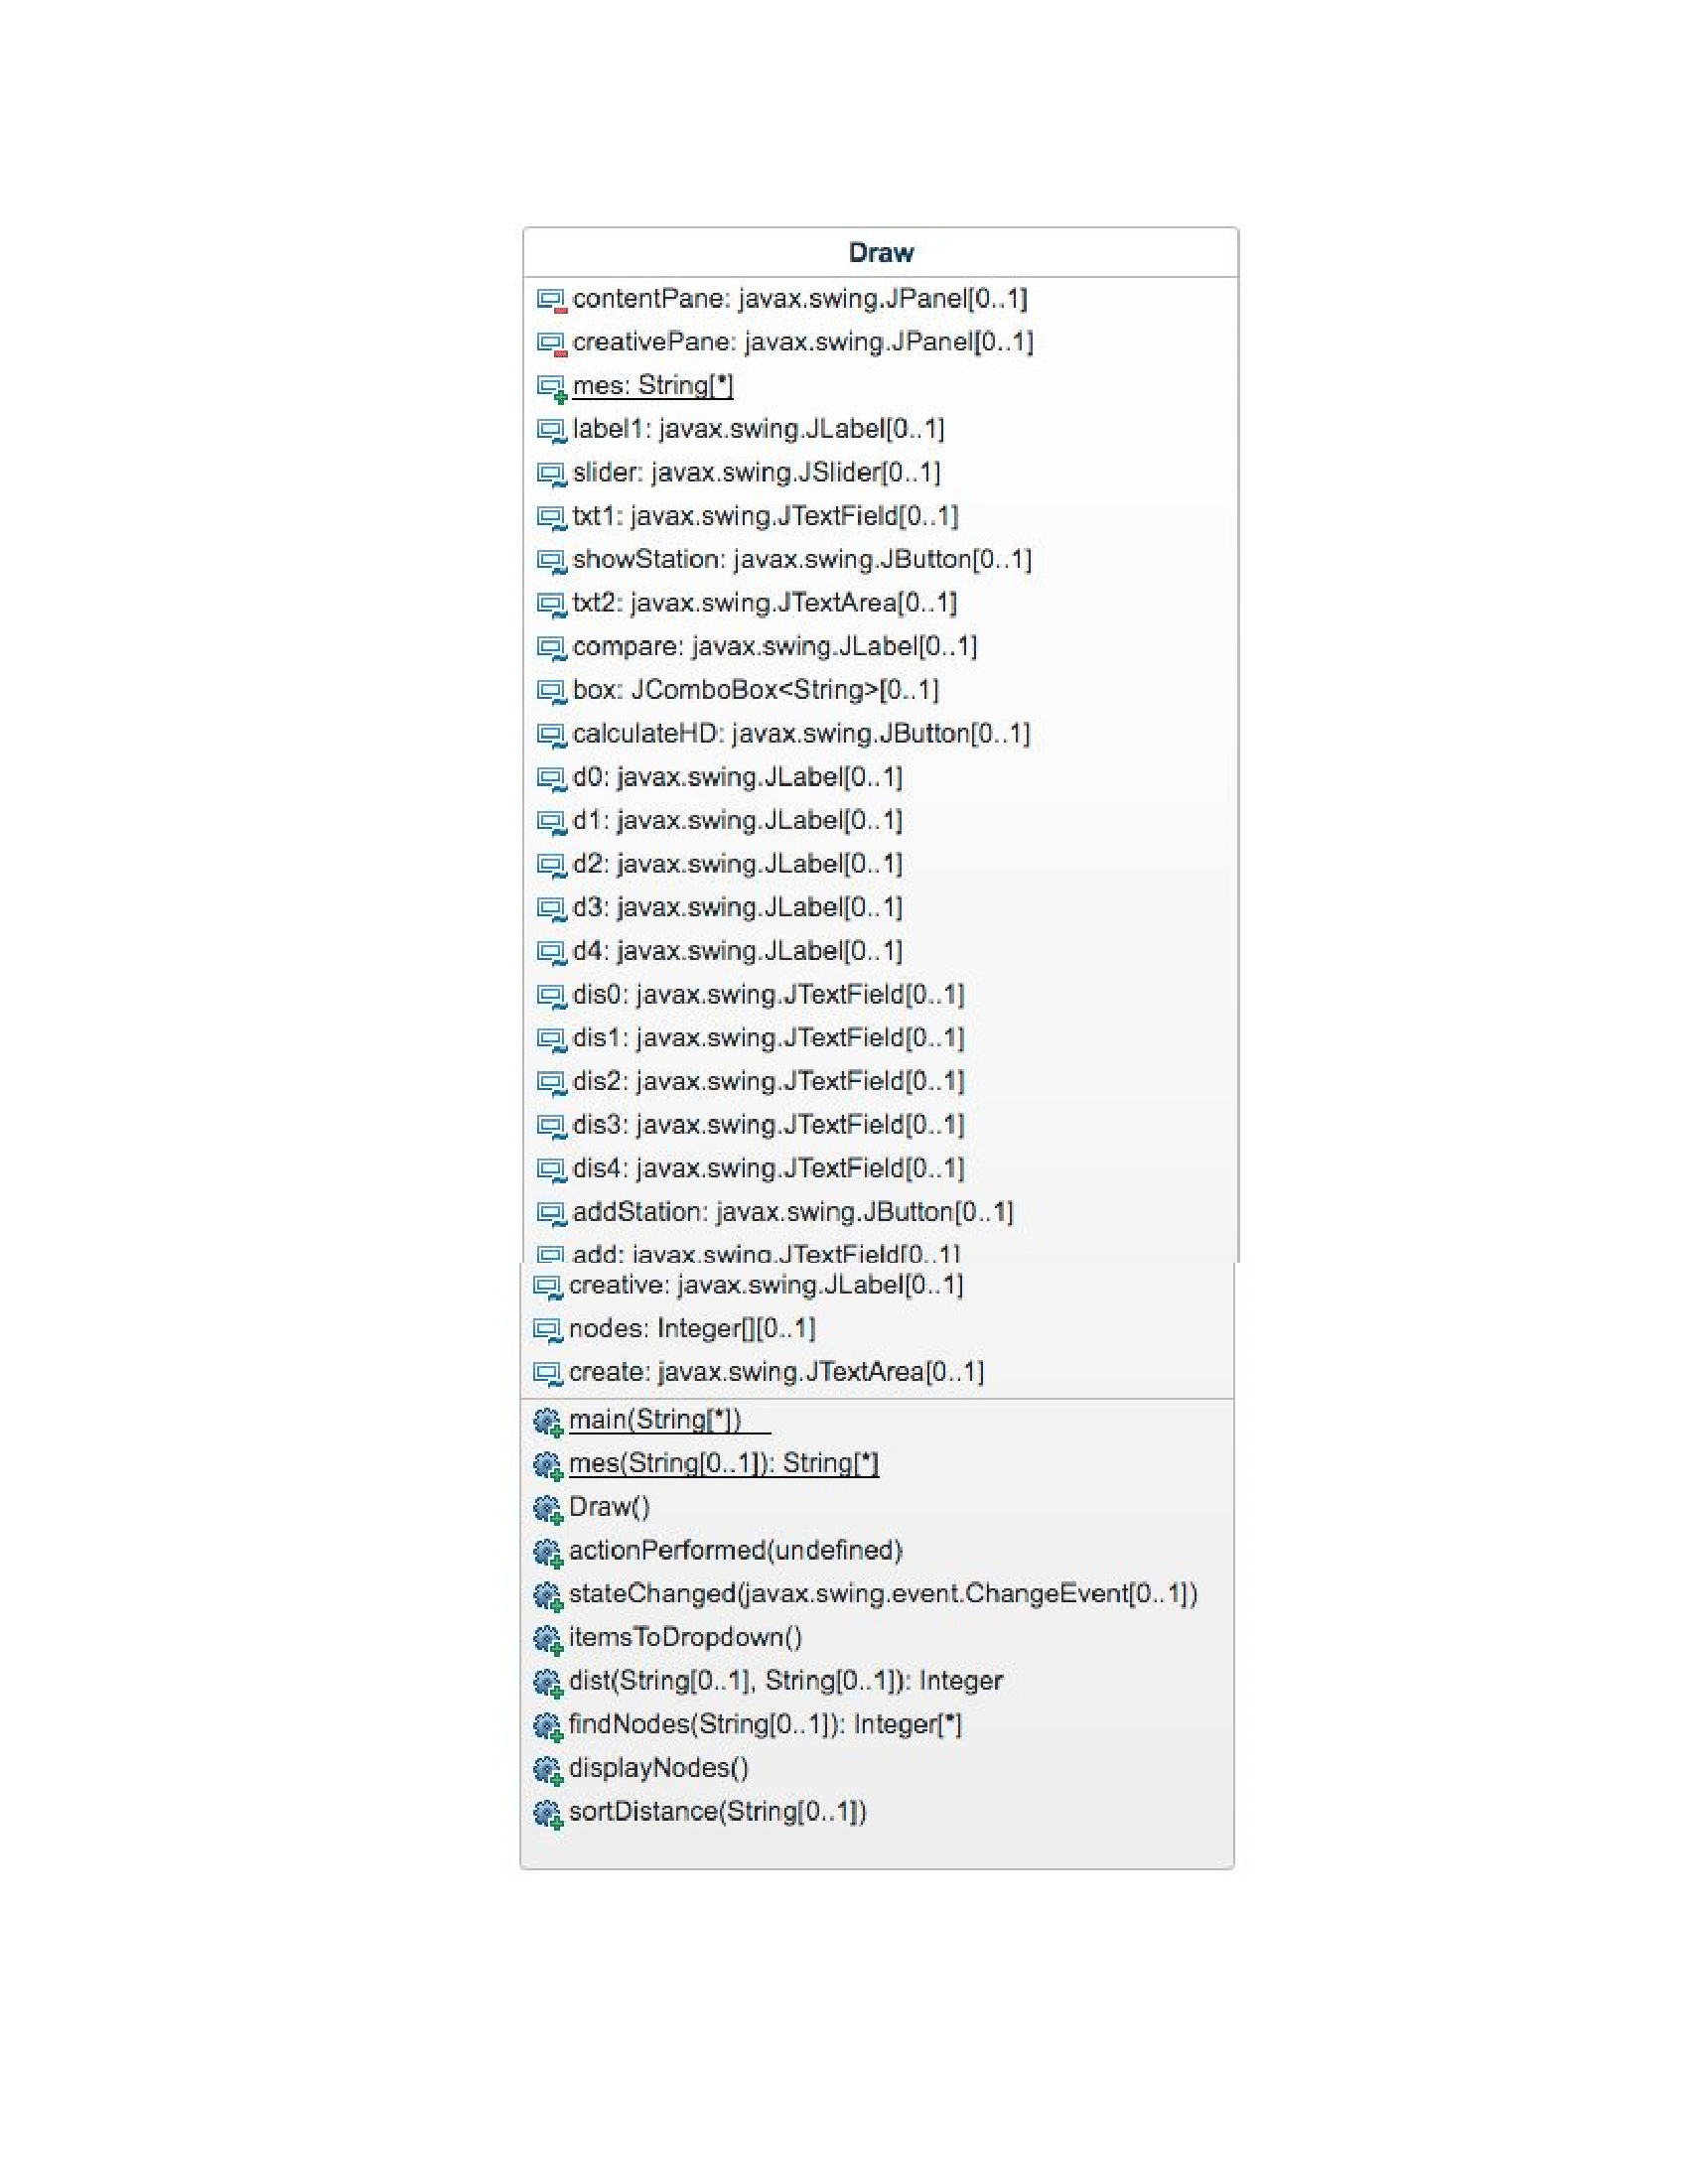 Draw
contentPane: javax.swing.JPanel[0..1]
creativePane: javax.swing.JPanel[0..1]
mes: String[*]
label1: javax.swing.JLabel[0..1]
slider: javax.swing.JSlider[0..1]
txt1: javax.swing.JTextField[0..1]
showStation: javax.swing.JButton[0..1]
txt2: javax.swing.JTextArea[0..1]
compare: javax.swing.JLabel[0..1]
box: JComboBox<String>[0..1]
calculateHD: javax.swing.JButton[0..1]
d0: javax.swing.JLabel[0..1]
d1: javax.swing.JLabel[0..1]
d2: javax.swing.JLabel[0..1]
d3: javax.swing.JLabel[0..1]
d4: javax.swing.JLabel[0..1]
dis0: javax.swing.JTextField[0..1]
dis1: javax.swing.JTextField[0..1]
dis2: javax.swing.JTextField[0..1]
dis3: javax.swing.JTextField[0..1]
dis4: javax.swing.JTextField[0..1]
addStation: javax.swing.JButton[0..1]
add: javax.swing.JTextField[0..1]
creative: javax.swing.JLabel[0..1]
nodes: Integer[][0..1]
create: javax.swing.JTextArea[0..1]
main(String[*])
mes(String[0..1]): String[*]
Draw()
actionPerformed(undefined)
stateChanged(javax.swing.event.ChangeEvent[0..1])
itemsToDropdown()
dist(String[0..1], String[0..1]): Integer
findNodes(String[0..1]): Integer[*]
displayNodes()
sortDistance(String[0..1])